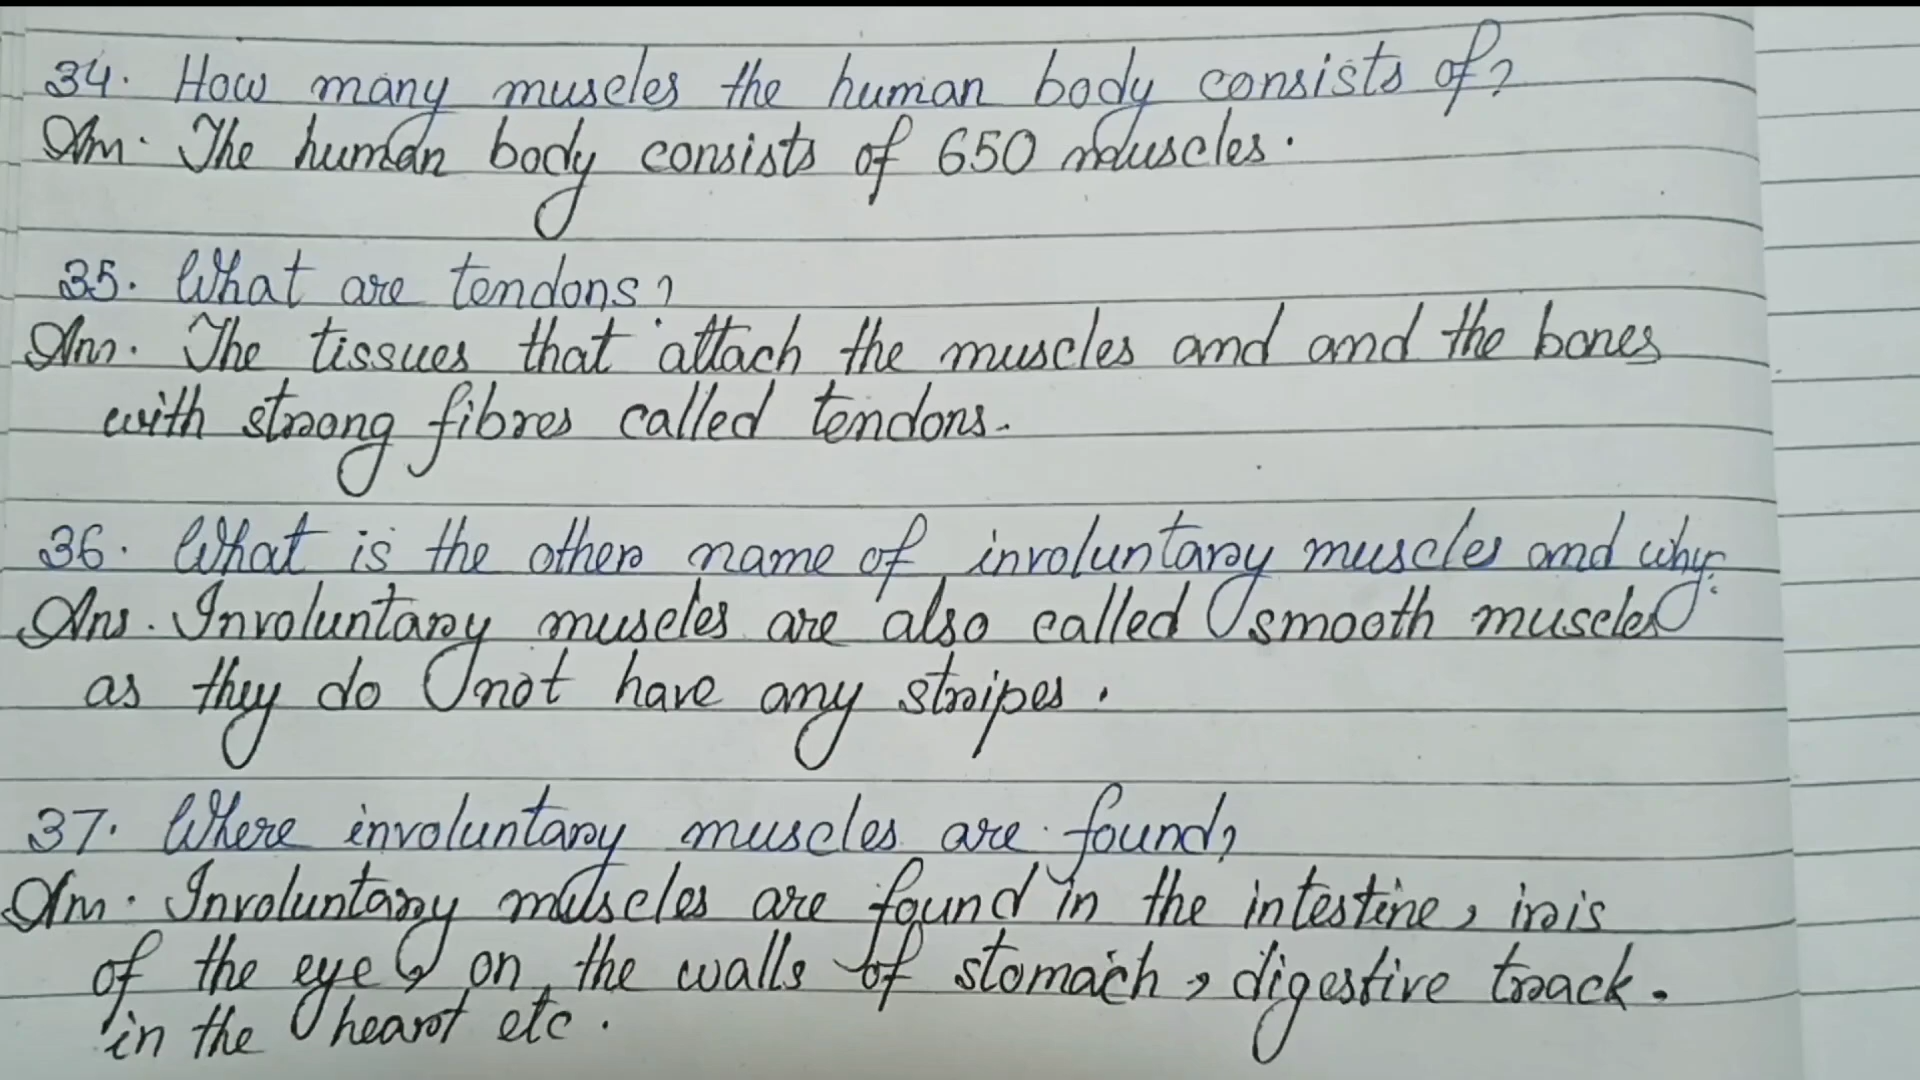 34. How many muscles the human body consists of?
Ans. The human body consists of 650 muscles.
35. What are tendons?
Ans. The tissues that attach the muscles and and the bones
with strong fibres called tendons.
36. What is the other name of involuntary muscles and why?
Ans. Involuntary muscles are also called smooth muscles
as they do not have any stripes.
37. Where involuntary muscles are found?
Ans. Involuntary muscles are found in the intestine, iris
of the eye, on the walls of stomach, digestive track.
in the heart etc.